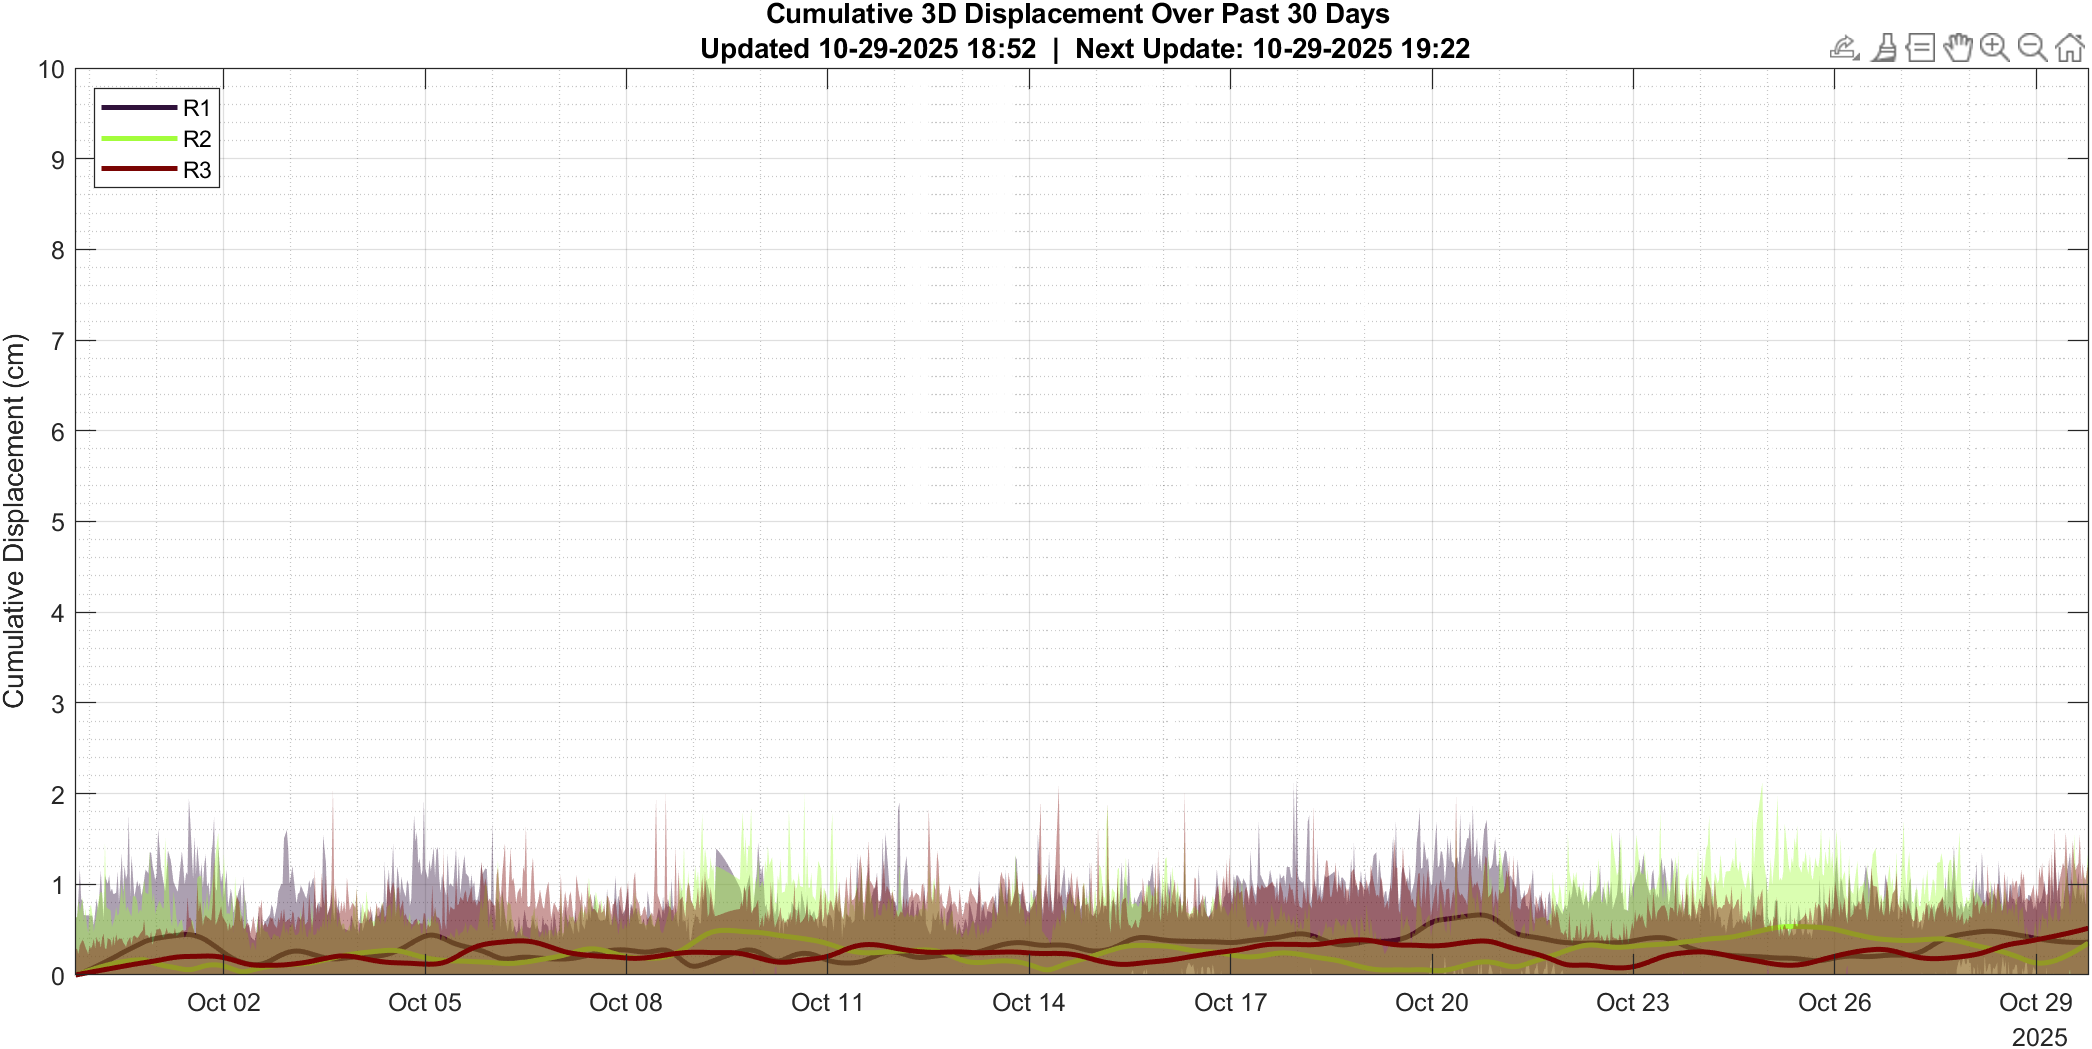 Cumulative 3D Displacement Over Past 30 Days
Updated 10-29-2025 18:52 | Next Update: 10-29-2025 19:22
R1
R2
R3
Cumulative Displacement (cm)
10
9
8
7
6
5
4
3
2
1
0
Oct 02 Oct 05 Oct 08 Oct 11 Oct 14 Oct 17 Oct 20 Oct 23 Oct 26 Oct 29
2025